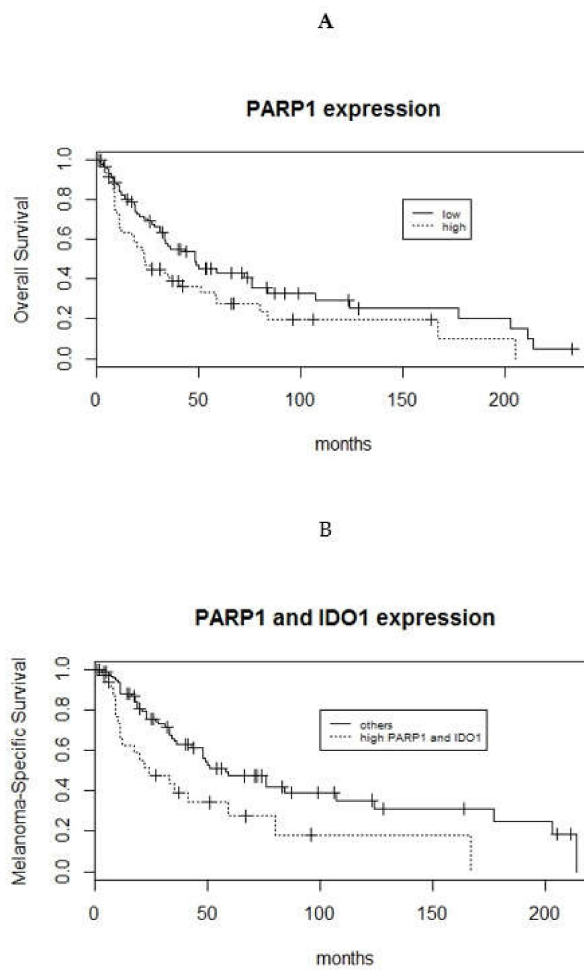 A
PARP1 expression
Overall Survival
0.0 0.2 0.4 0.6 0.8 1.0
low
high
0 50 100 150 200
months
B
PARP1 and IDO1 expression
Melanoma-Specific Survival
0.0 0.2 0.4 0.6 0.8 1.0
others
high PARP1 and IDO1
0 50 100 150 200
months